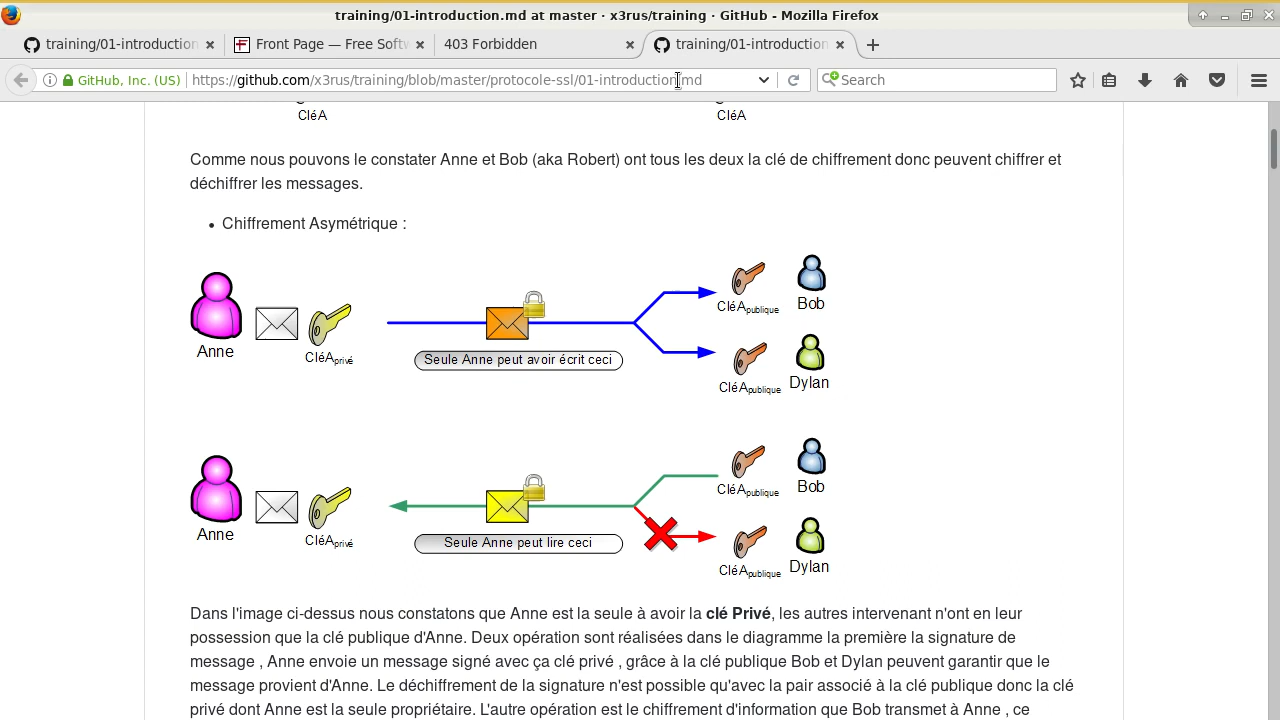 training/01-introduction.md at master · x3rus/training · GitHub - Mozilla Firefox
training/01-introduction
Front Page — Free Softw
403 Forbidden
training/01-introduction
GitHub, Inc. (US)
https://github.com/x3rus/training/blob/master/protocole-ssl/01-introduction.md
Search
CléA
CléA
Comme nous pouvons le constater Anne et Bob (aka Robert) ont tous les deux la clé de chiffrement donc peuvent chiffrer et
déchiffrer les messages.
• Chiffrement Asymétrique :
Anne
CléAprivé
Seule Anne peut avoir écrit ceci
CléApublique
Bob
CléApublique
Dylan
Anne
CléAprivé
Seule Anne peut lire ceci
CléApublique
Bob
CléApublique
Dylan
Dans l'image ci-dessus nous constatons que Anne est la seule à avoir la clé Privé, les autres intervenant n'ont en leur
possession que la clé publique d'Anne. Deux opération sont réalisées dans le diagramme la première la signature de
message , Anne envoie un message signé avec ça clé privé , grâce à la clé publique Bob et Dylan peuvent garantir que le
message provient d'Anne. Le déchiffrement de la signature n'est possible qu'avec la pair associé à la clé publique donc la clé
privé dont Anne est la seule propriétaire. L'autre opération est le chiffrement d'information que Bob transmet à Anne , ce